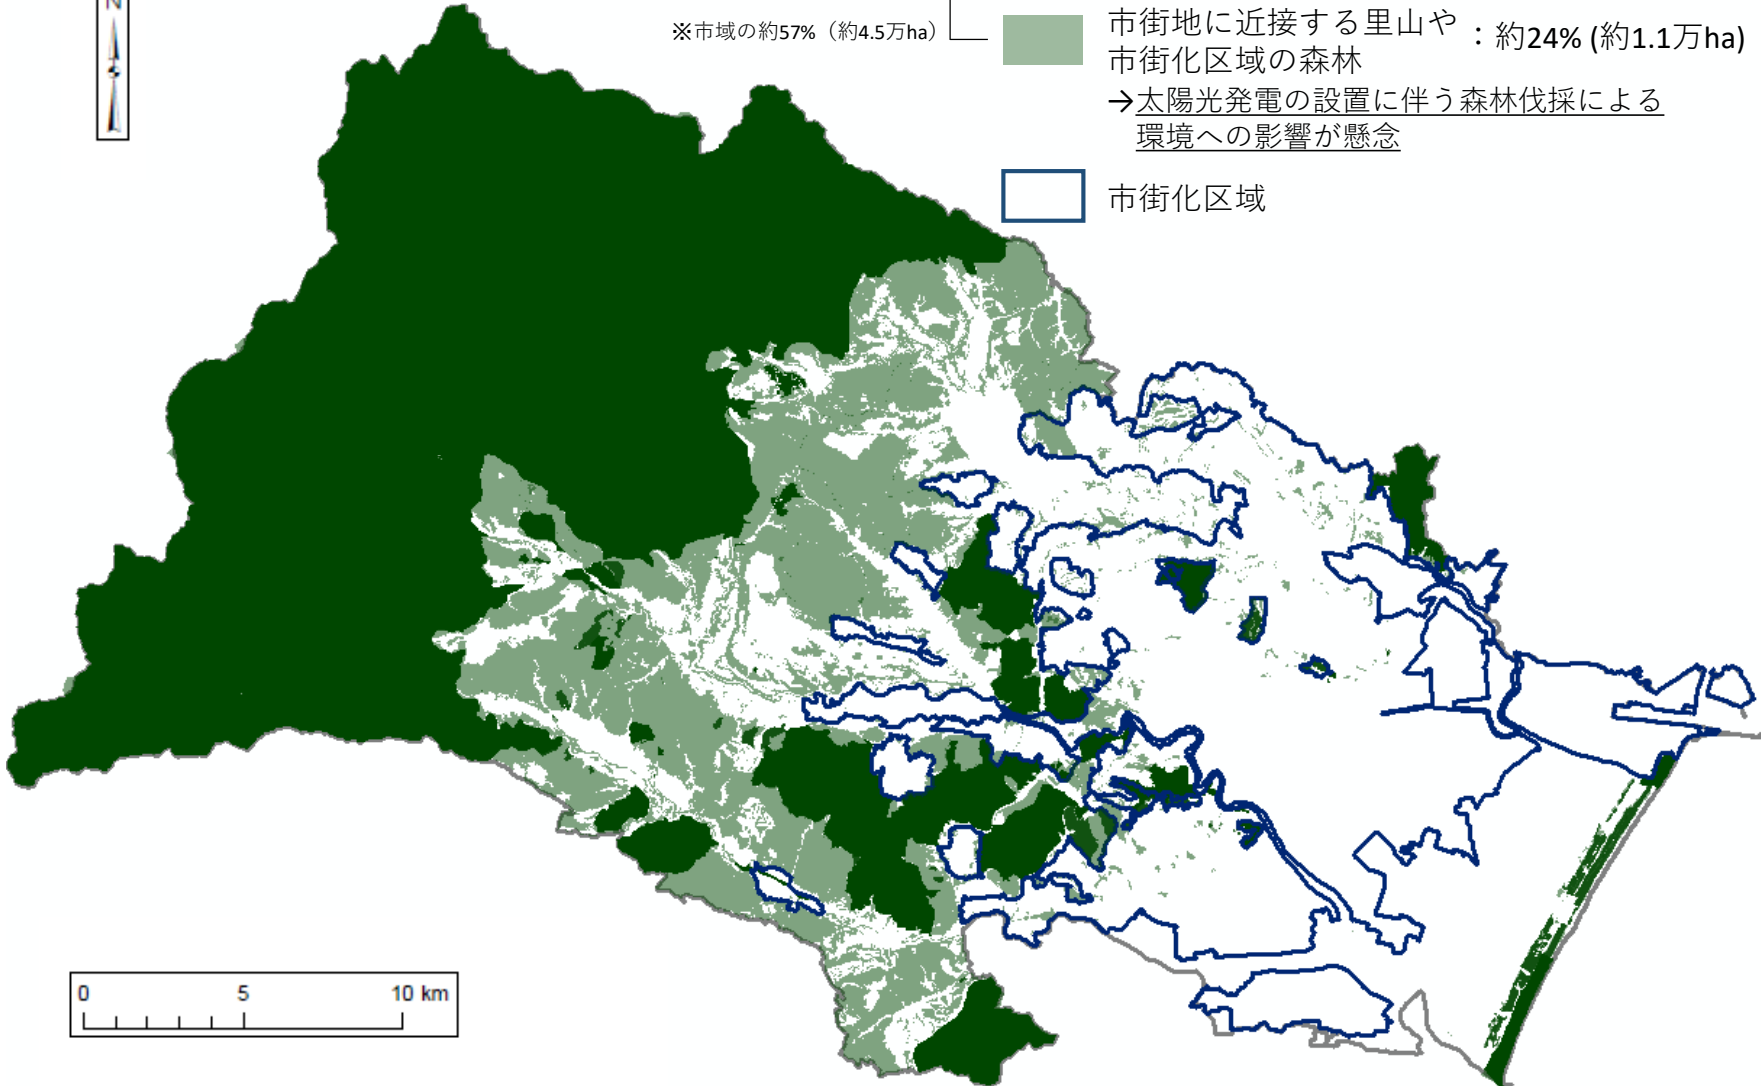 N
※市域の約57%（約4.5万ha）
市街地に近接する里山や
市街化区域の森林
：約24% (約1.1万ha)
→太陽光発電の設置に伴う森林伐採による
環境への影響が懸念
市街化区域
0 5 10 km